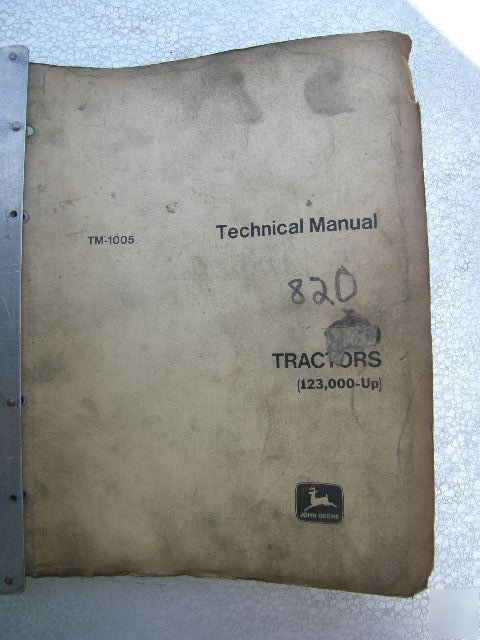 TM-1005
Technical Manual
820
TRACTORS
(123,000-Up)
JOHN DEERE